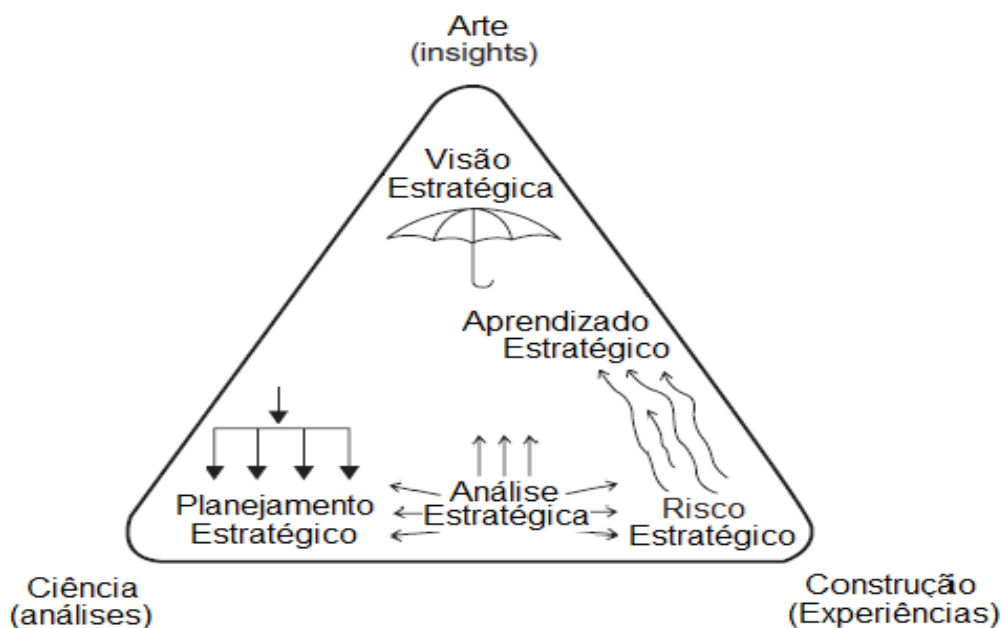 Arte
(insights)
Visão
Estratégica
Aprendizado
Estratégico
Planejamento
Estratégico
Análise
Estratégica
Risco
Estratégico
Ciência
(análises)
Construção
(Experiências)